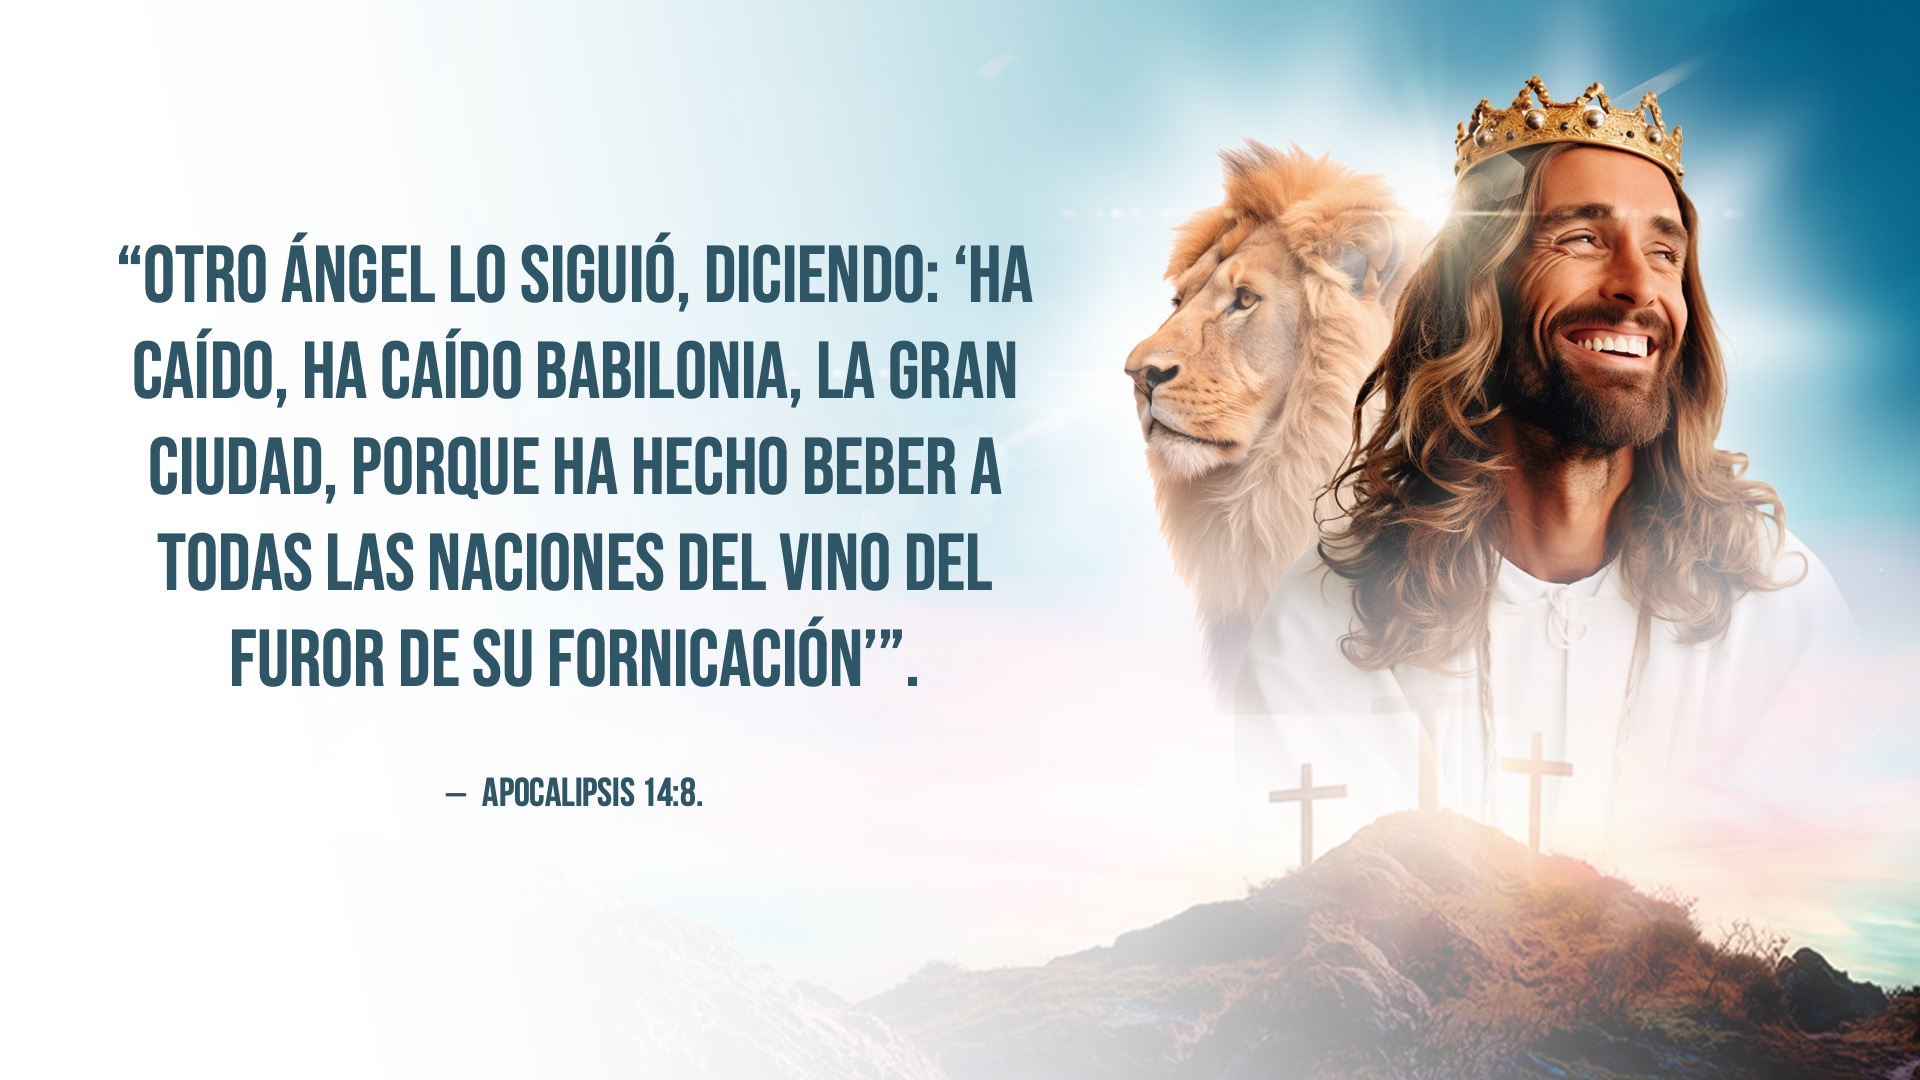 “OTRO ÁNGEL LO SIGUIÓ, DICIENDO: ‘HA
CAÍDO, HA CAÍDO BABILONIA, LA GRAN
CIUDAD, PORQUE HA HECHO BEBER A
TODAS LAS NACIONES DEL VINO DEL
FUROR DE SU FORNICACIÓN’”.
– APOCALIPSIS 14:8.